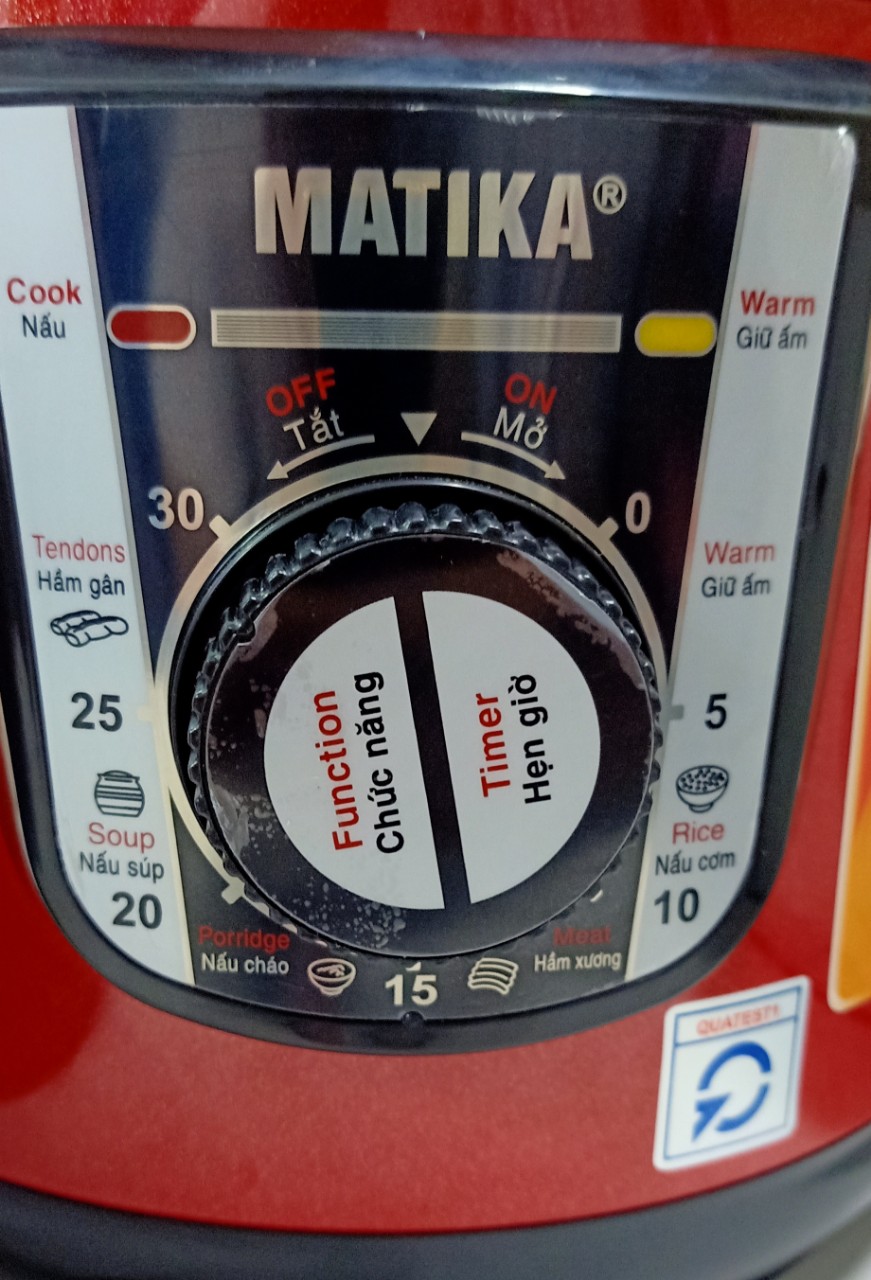 MATIKA®
Cook
Nấu
Warm
Giữ ấm
OFF
Tắt
ON
Mở
30
0
Tendons
Hầm gân
Warm
Giữ ấm
25
5
Function
Chức năng
Timer
Hẹn giờ
Soup
Nấu súp
20
Rice
Nấu cơm
10
Porridge
Nấu cháo
15
Meat
Hầm xương
QUATEST1